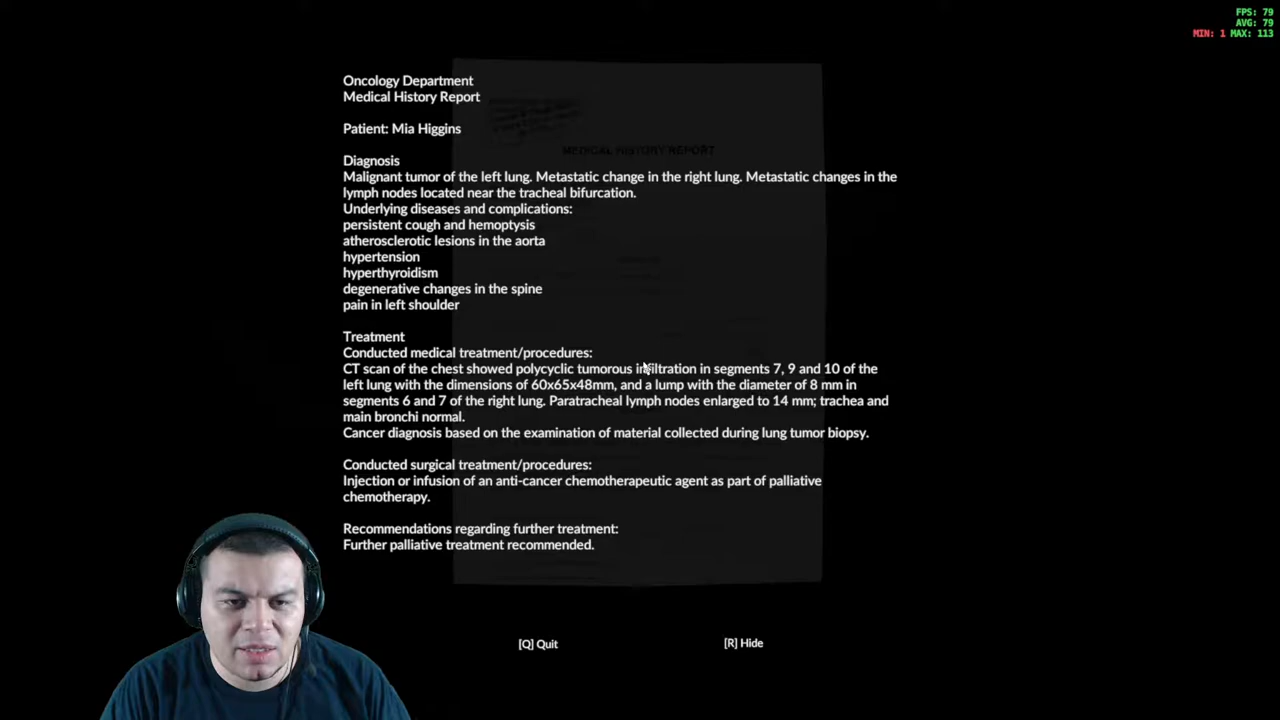 FPS: 79
AVG: 79
MIN: 1 MAX: 113
Oncology Department
Medical History Report
Patient: Mia Higgins
MEDICAL HISTORY REPORT
Diagnosis
Malignant tumor of the left lung. Metastatic change in the right lung. Metastatic changes in the
lymph nodes located near the tracheal bifurcation.
Underlying diseases and complications:
persistent cough and hemoptysis
atherosclerotic lesions in the aorta
hypertension
hyperthyroidism
degenerative changes in the spine
pain in left shoulder
Treatment
Conducted medical treatment/procedures:
CT scan of the chest showed polycyclic tumorous infiltration in segments 7, 9 and 10 of the
left lung with the dimensions of 60x65x48mm, and a lump with the diameter of 8 mm in
segments 6 and 7 of the right lung. Paratracheal lymph nodes enlarged to 14 mm; trachea and
main bronchi normal.
Cancer diagnosis based on the examination of material collected during lung tumor biopsy.
Conducted surgical treatment/procedures:
Injection or infusion of an anti-cancer chemotherapeutic agent as part of palliative
chemotherapy.
Recommendations regarding further treatment:
Further palliative treatment recommended.
[Q] Quit
[R] Hide